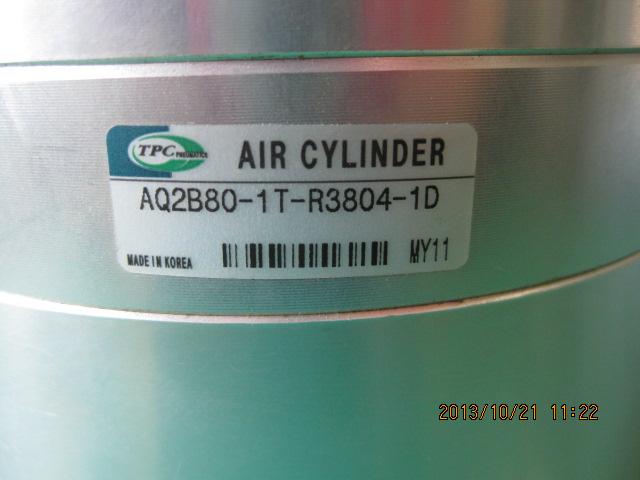 TPC PNEUMATICS
AIR CYLINDER
AQ2B80-1T-R3804-1D
MADE IN KOREA
MY11
2013/10/21 11:22